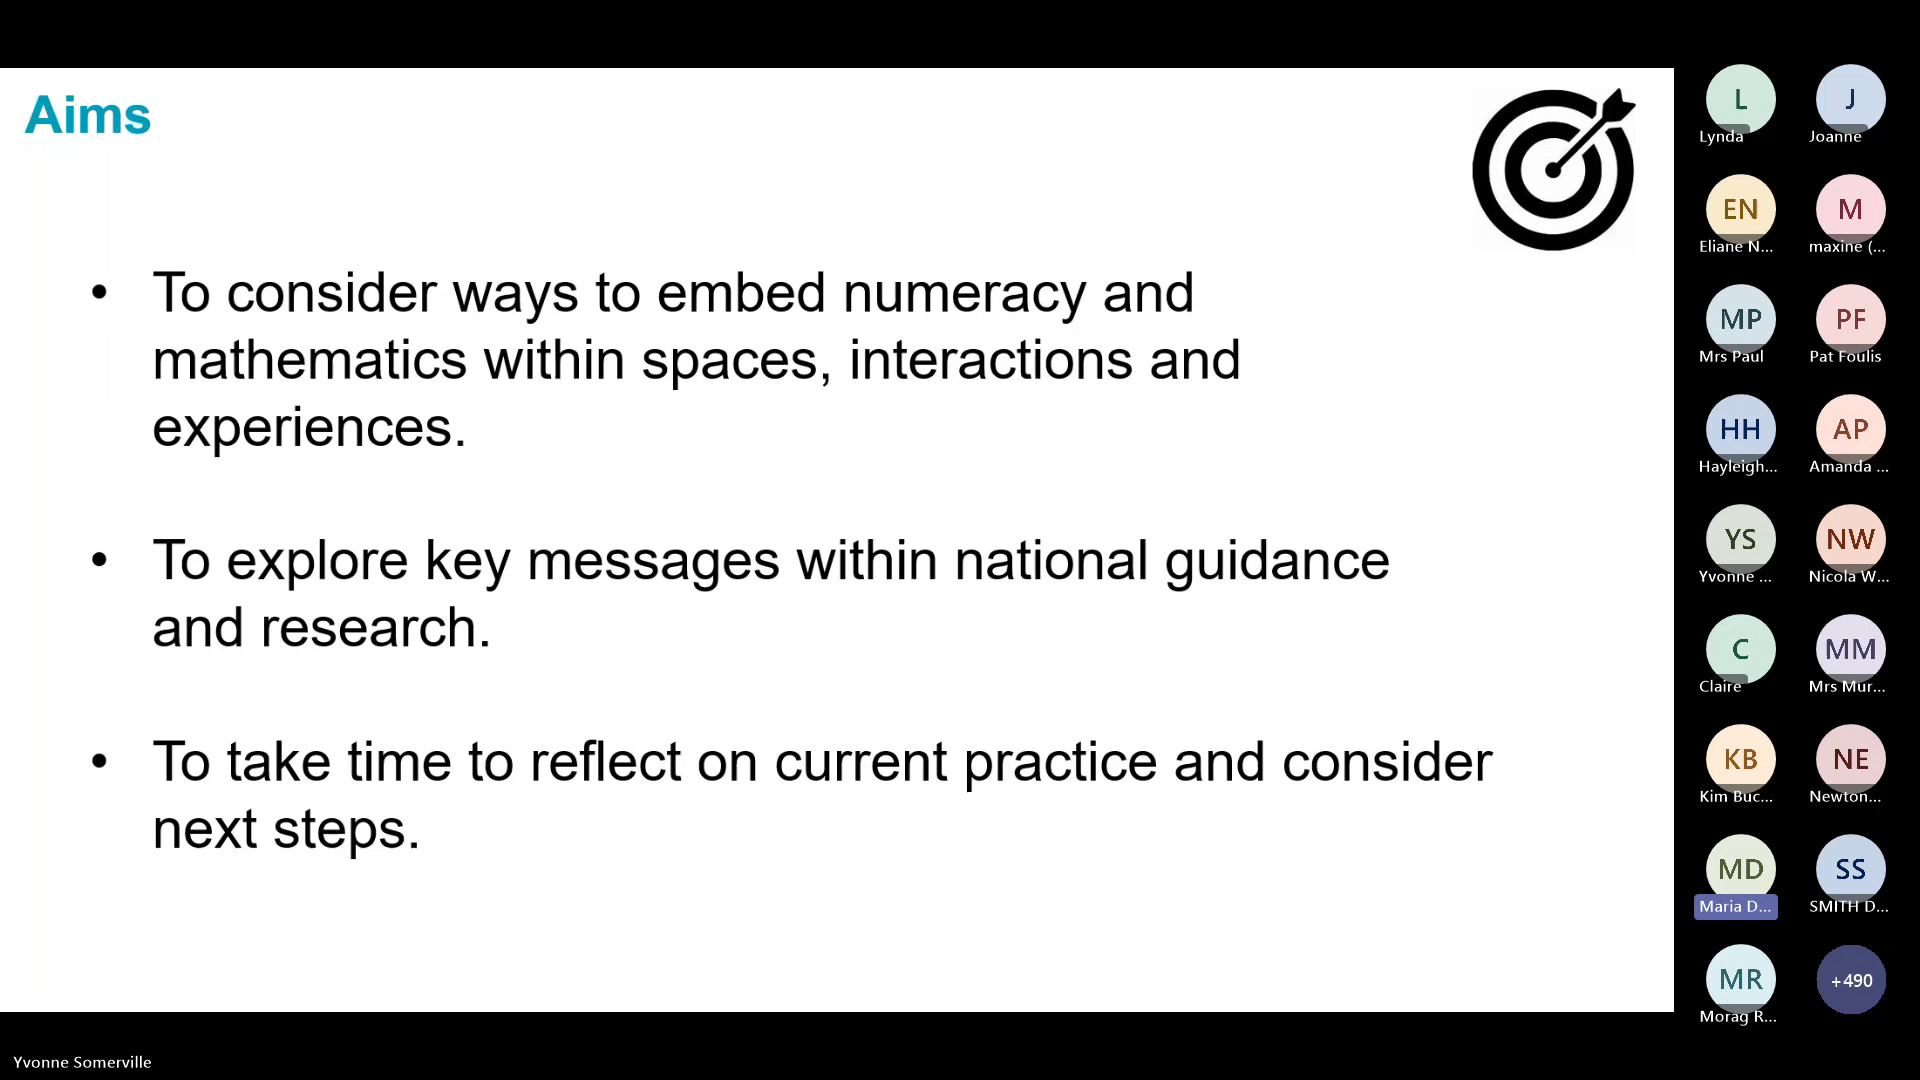 Aims
• To consider ways to embed numeracy and
mathematics within spaces, interactions and
experiences.
• To explore key messages within national guidance
and research.
• To take time to reflect on current practice and consider
next steps.
L
Lynda
J
Joanne
EN
Eliane N...
M
maxine (...
MP
Mrs Paul
PF
Pat Foulis
HH
Hayleigh...
AP
Amanda ...
YS
Yvonne ...
NW
Nicola W...
C
Claire
MM
Mrs Mur...
KB
Kim Buc...
NE
Newton...
MD
Maria D...
SS
SMITH D...
MR
Morag R...
+490
Yvonne Somerville